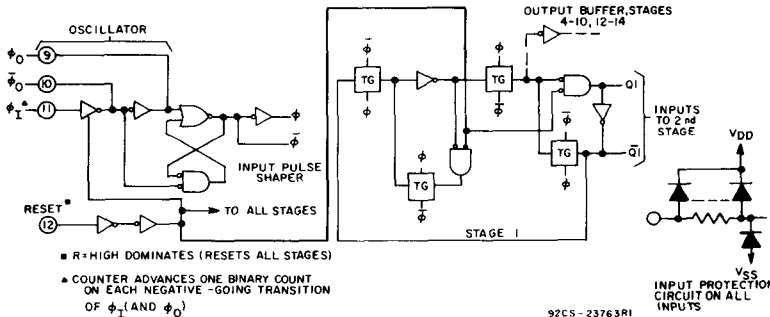 OSCILLATOR
φO 9
φ̄O 10
φI▲ 11
φ
φ̄
INPUT PULSE
SHAPER
RESET■
12
TO ALL STAGES
■ R=HIGH DOMINATES (RESETS ALL STAGES)
▲ COUNTER ADVANCES ONE BINARY COUNT
ON EACH NEGATIVE-GOING TRANSITION
OF φI (AND φO)
OUTPUT BUFFER, STAGES
4-10, 12-14
φ̄
TG
φ
φ
TG
φ̄
φ
TG
φ̄
φ̄
TG
φ
Q1
Q̄1
INPUTS
TO 2nd
STAGE
STAGE 1
VDD
VSS
INPUT PROTECTION
CIRCUIT ON ALL
INPUTS
92CS-23763R1